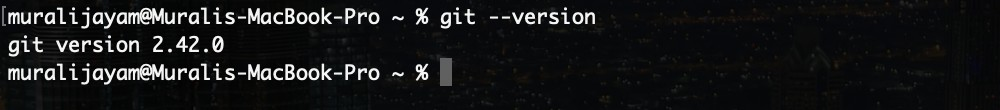 [muralijayam@Muralis-MacBook-Pro ~ % git --version
git version 2.42.0
muralijayam@Muralis-MacBook-Pro ~ %